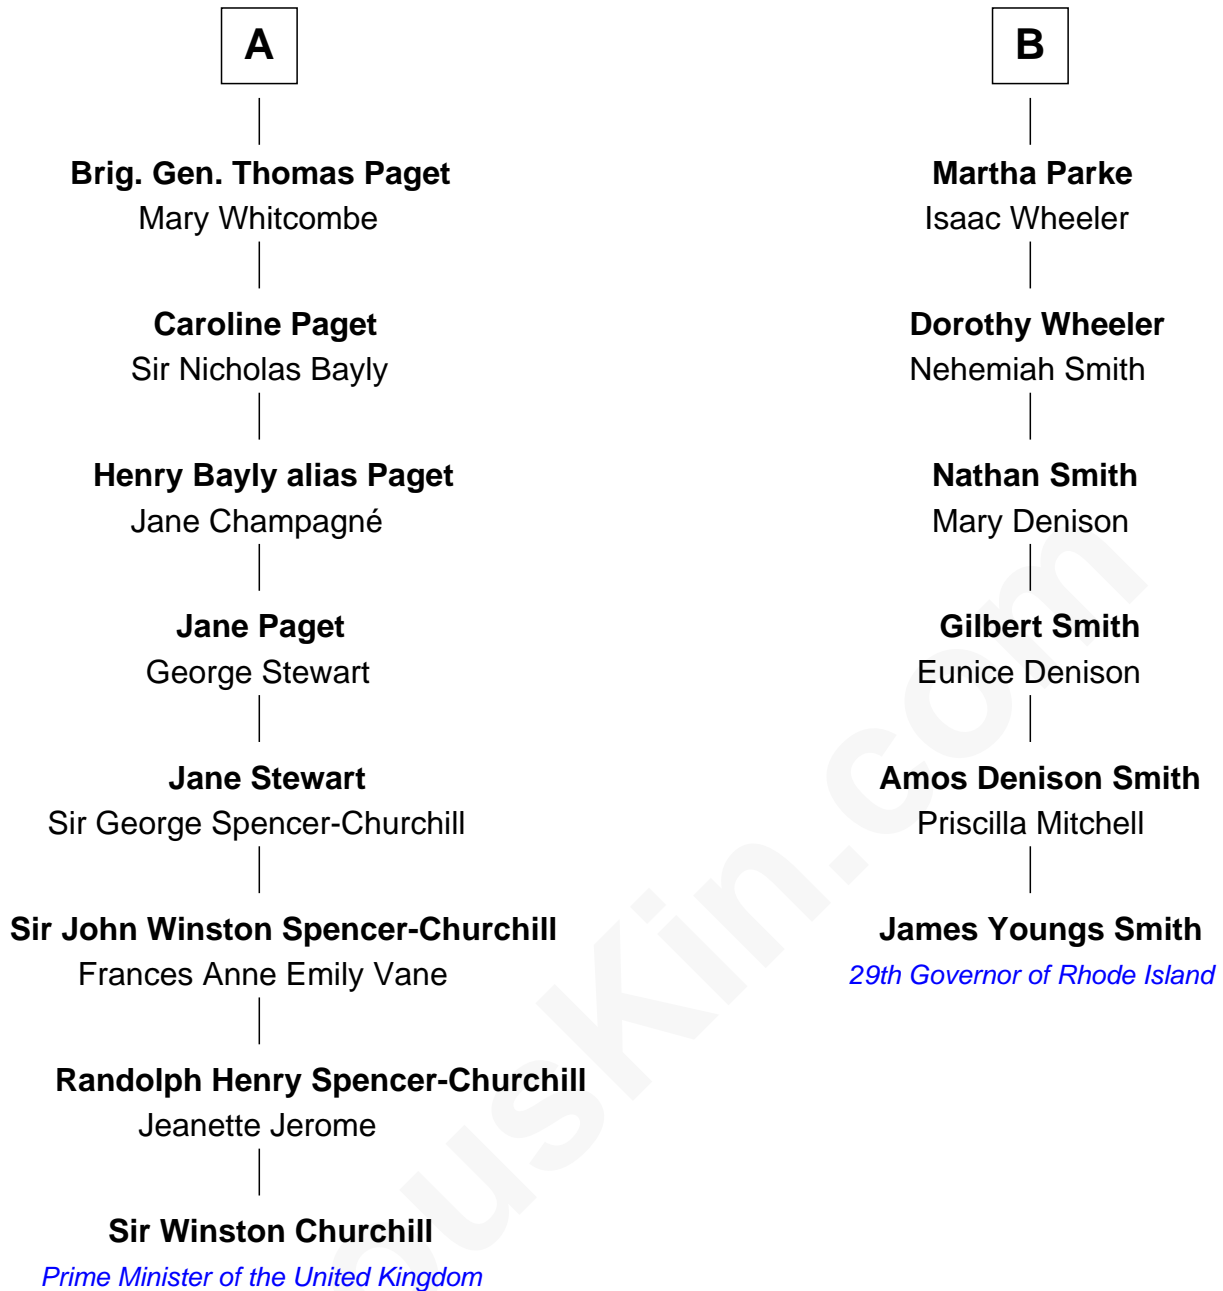 A
Brig. Gen. Thomas Paget
Mary Whitcombe
Caroline Paget
Sir Nicholas Bayly
Henry Bayly alias Paget
Jane Champagné
Jane Paget
George Stewart
Jane Stewart
Sir George Spencer-Churchill
Sir John Winston Spencer-Churchill
Frances Anne Emily Vane
Randolph Henry Spencer-Churchill
Jeanette Jerome
Sir Winston Churchill
Prime Minister of the United Kingdom
B
Martha Parke
Isaac Wheeler
Dorothy Wheeler
Nehemiah Smith
Nathan Smith
Mary Denison
Gilbert Smith
Eunice Denison
Amos Denison Smith
Priscilla Mitchell
James Youngs Smith
29th Governor of Rhode Island
ousKin.com